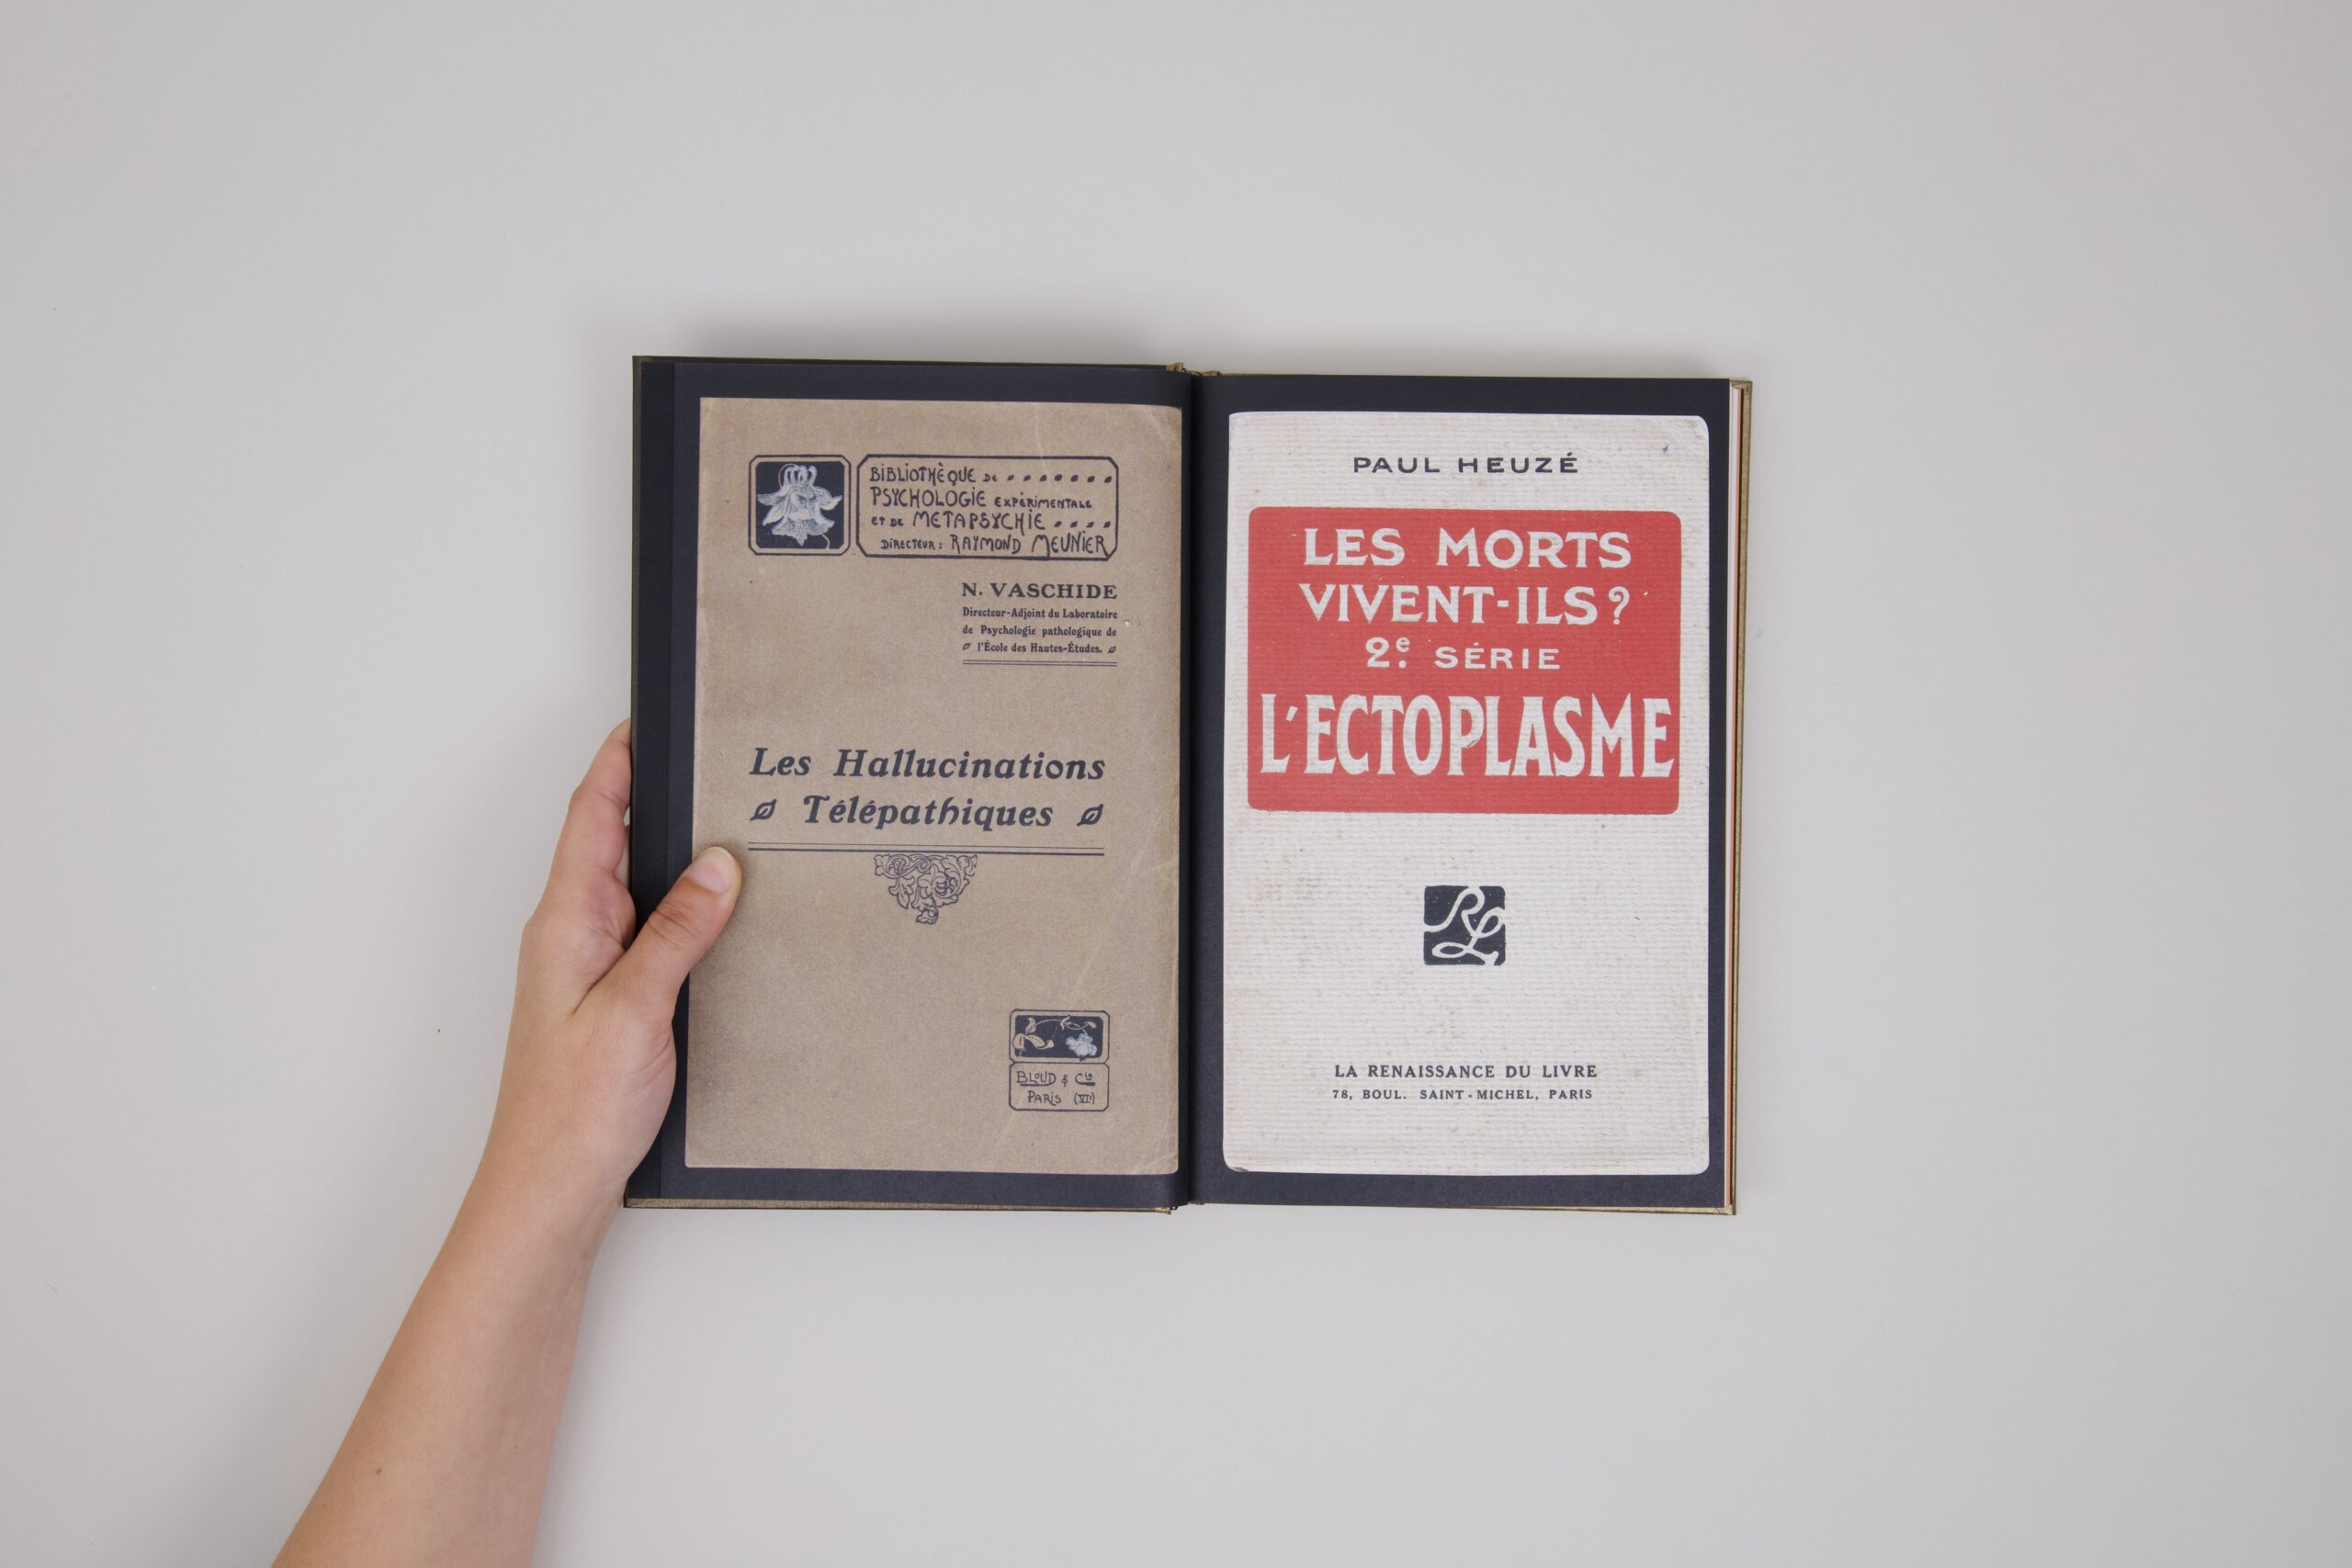 BIBLIOTHÈQUE DE
PSYCHOLOGIE EXPÈRIMENTALE
ET DE METAPSYCHIE
DIRECTEUR: RAYMOND MEUNIER
N. VASCHIDE
Directeur-Adjoint du Laboratoire
de Psychologie pathologique de
l'École des Hautes-Études.
Les Hallucinations
Télépathiques
BLOUD & Cie
PARIS (VIe)
PAUL HEUZÉ
LES MORTS
VIVENT-ILS?
2e SÉRIE
L'ECTOPLASME
RL
LA RENAISSANCE DU LIVRE
78, BOUL. SAINT-MICHEL, PARIS